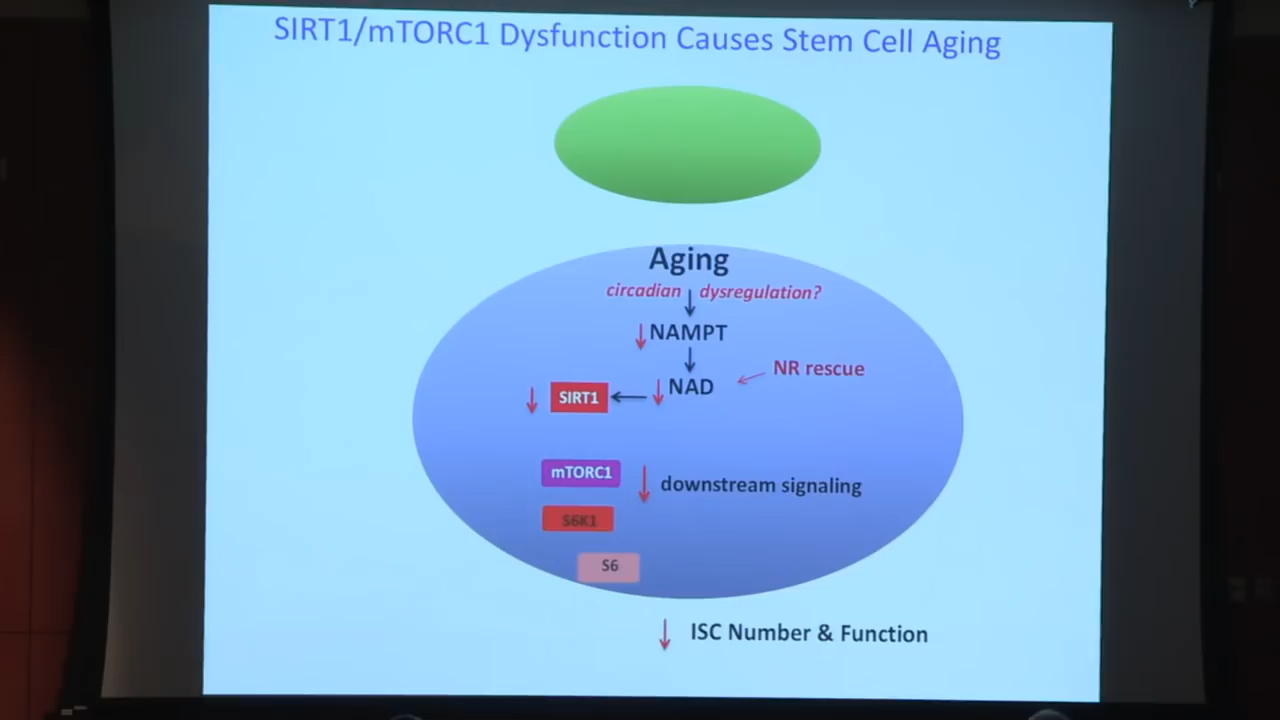 SIRT1/mTORC1 Dysfunction Causes Stem Cell Aging
Aging
circadian dysregulation?
NAMPT
NR rescue
NAD
SIRT1
mTORC1
downstream signaling
S6K1
S6
ISC Number & Function